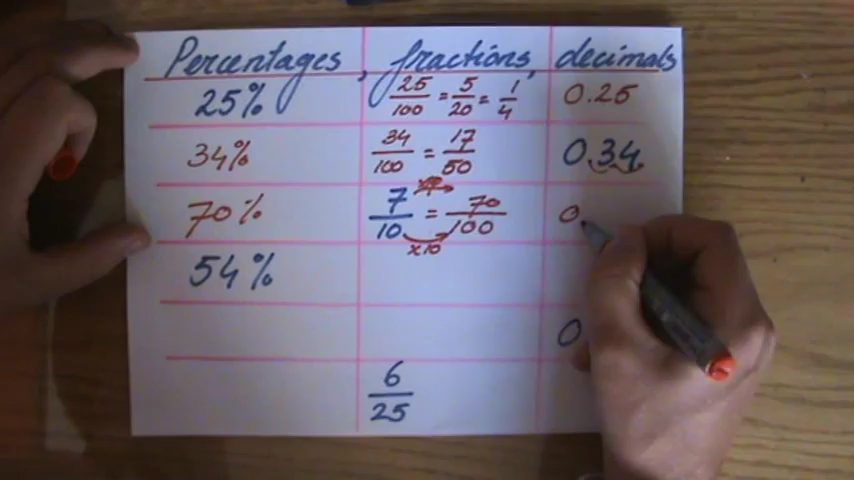 Percentages, fractions, decimals
25% 25/100 = 5/20 = 1/4 0.25
34% 34/100 = 17/50 0.34
70% 7/10 = 70/100 0.
x10
54%
0
6/25